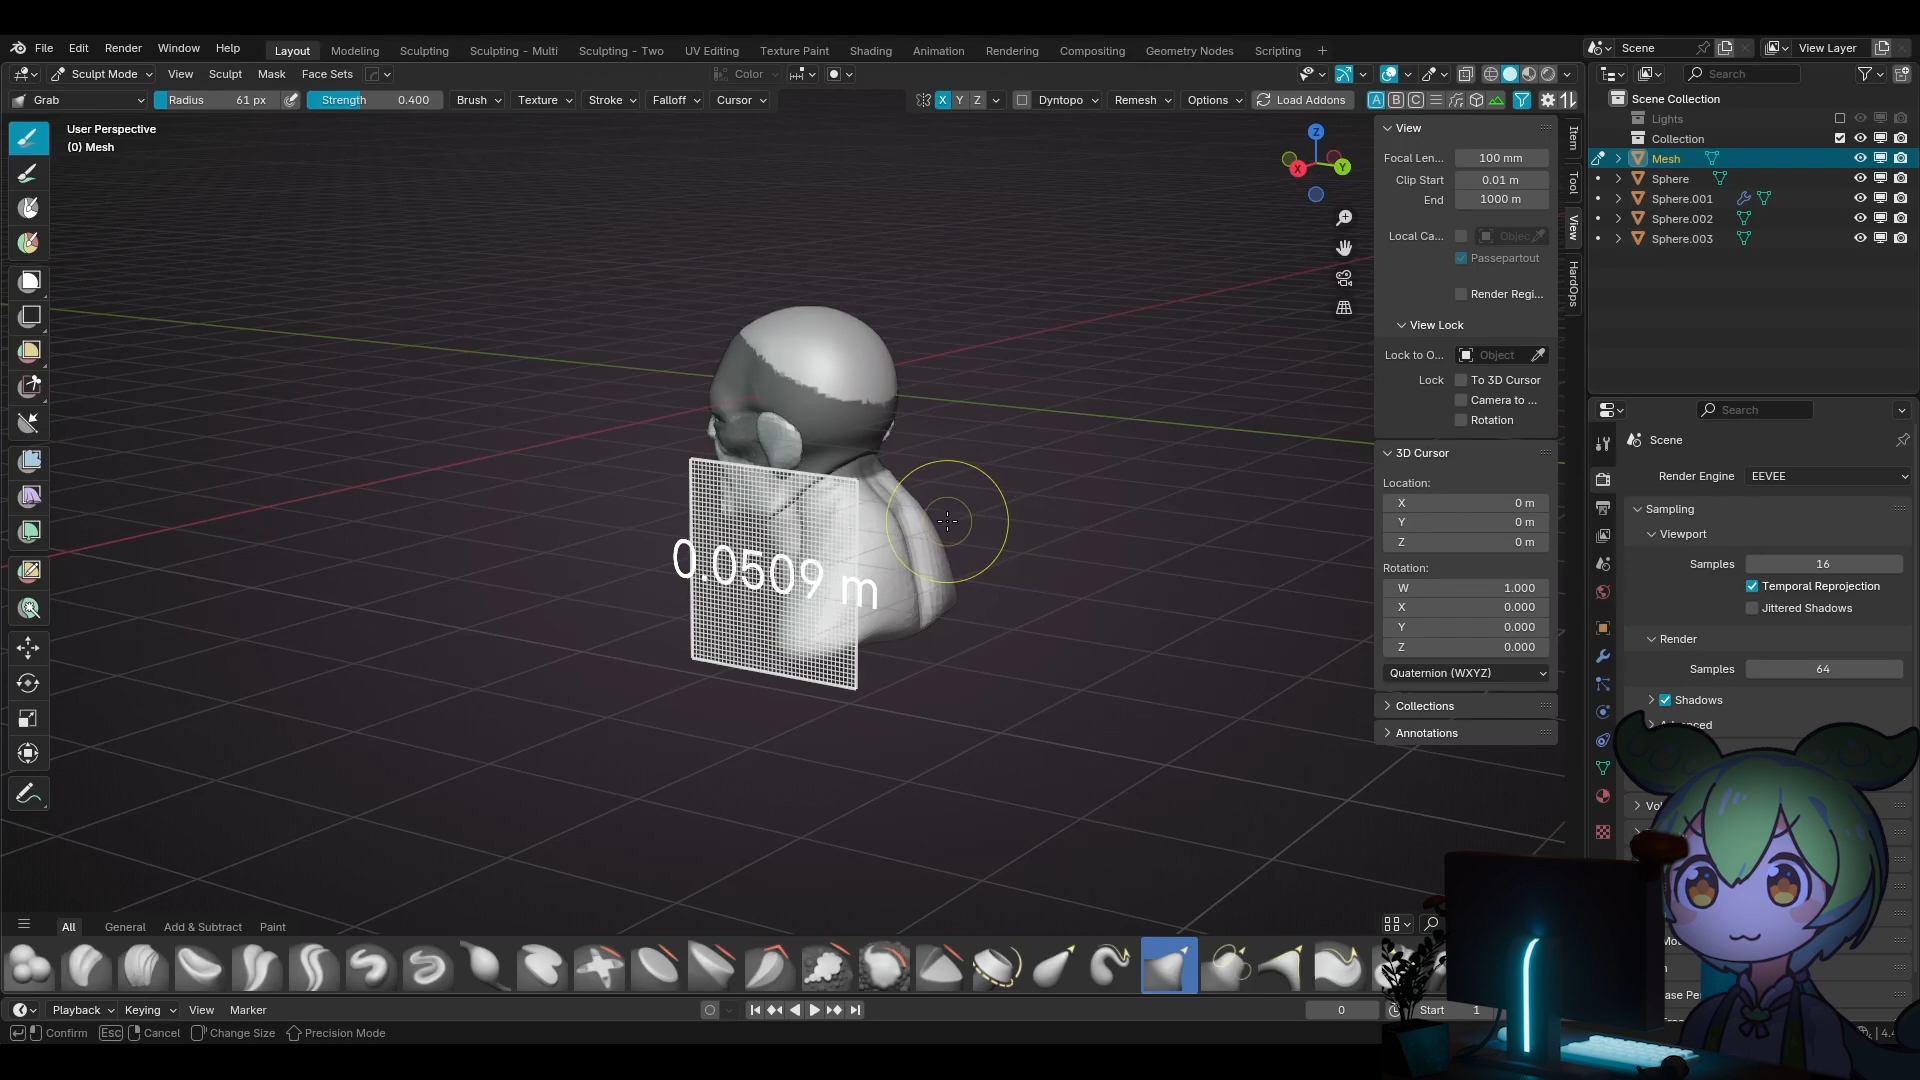 File Edit Render Window Help Layout Modeling Sculpting Sculpting - Multi Sculpting - Two UV Editing Texture Paint Shading Animation Rendering Compositing Geometry Nodes Scripting Scene View Layer
Sculpt Mode View Sculpt Mask Face Sets Color Search
Grab Radius 61 px Strength 0.400 Brush Texture Stroke Falloff Cursor X Y Z Dyntopo Remesh Options Load Addons A B C
User Perspective
(0) Mesh
Z
X
Y
0.0509 m
View
Focal Len... 100 mm
Clip Start 0.01 m
End 1000 m
Local Ca... Objec
Passepartout
Render Regi...
View Lock
Lock to O... Object
Lock To 3D Cursor
Camera to ...
Rotation
3D Cursor
Location:
X 0 m
Y 0 m
Z 0 m
Rotation:
W 1.000
X 0.000
Y 0.000
Z 0.000
Quaternion (WXYZ)
Collections
Annotations
Item
Tool
View
HardOps
Scene Collection
Lights
Collection
Mesh
Sphere
Sphere.001
Sphere.002
Sphere.003
Search
Scene
Render Engine EEVEE
Sampling
Viewport
Samples 16
Temporal Reprojection
Jittered Shadows
Render
Samples 64
Shadows
All General Add & Subtract Paint
Playback Keying View Marker 0 Start 1
Confirm Esc Cancel Change Size Precision Mode